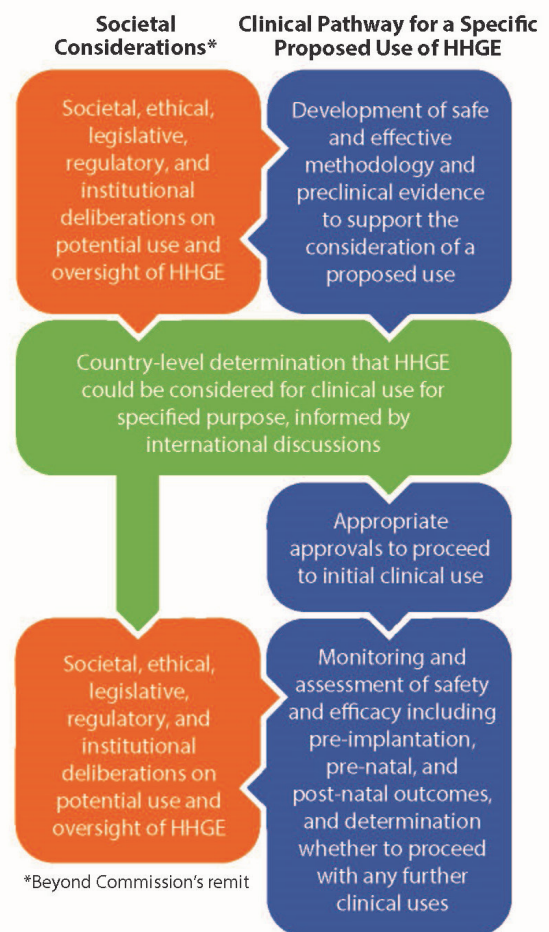 Societal
Considerations*
Clinical Pathway for a Specific
Proposed Use of HHGE
Societal, ethical,
legislative,
regulatory, and
institutional
deliberations on
potential use and
oversight of HHGE
Development of safe
and effective
methodology and
preclinical evidence
to support the
consideration of a
proposed use
Country-level determination that HHGE
could be considered for clinical use for
specified purpose, informed by
international discussions
Appropriate
approvals to proceed
to initial clinical use
Societal, ethical,
legislative,
regulatory, and
institutional
deliberations on
potential use and
oversight of HHGE
Monitoring and
assessment of safety
and efficacy including
pre-implantation,
pre-natal, and
post-natal outcomes,
and determination
whether to proceed
with any further
clinical uses
*Beyond Commission's remit